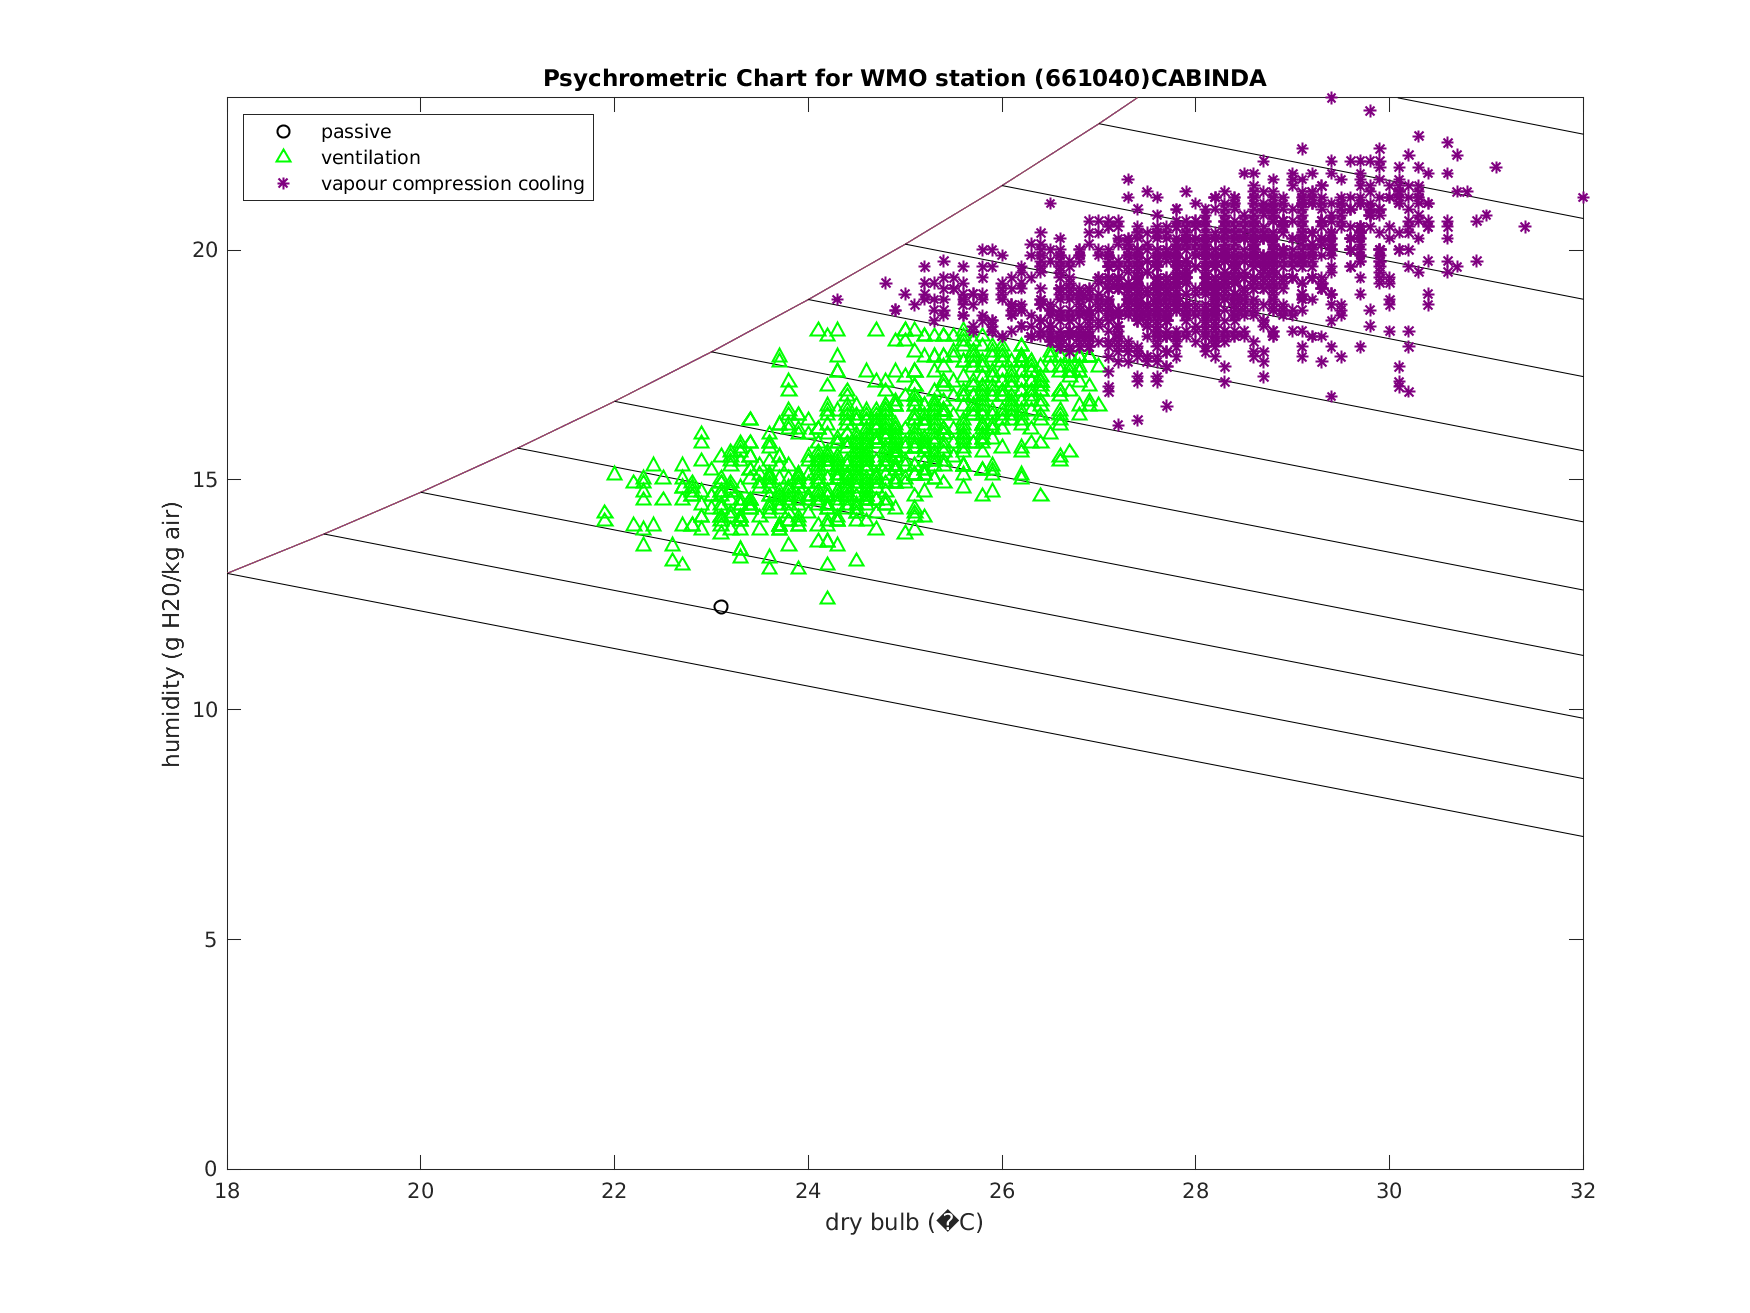 Psychrometric Chart for WMO station (661040)CABINDA
passive
ventilation
vapour compression cooling
humidity (g H20/kg air)
20
15
10
5
0
18 20 22 24 26 28 30 32
dry bulb (�C)